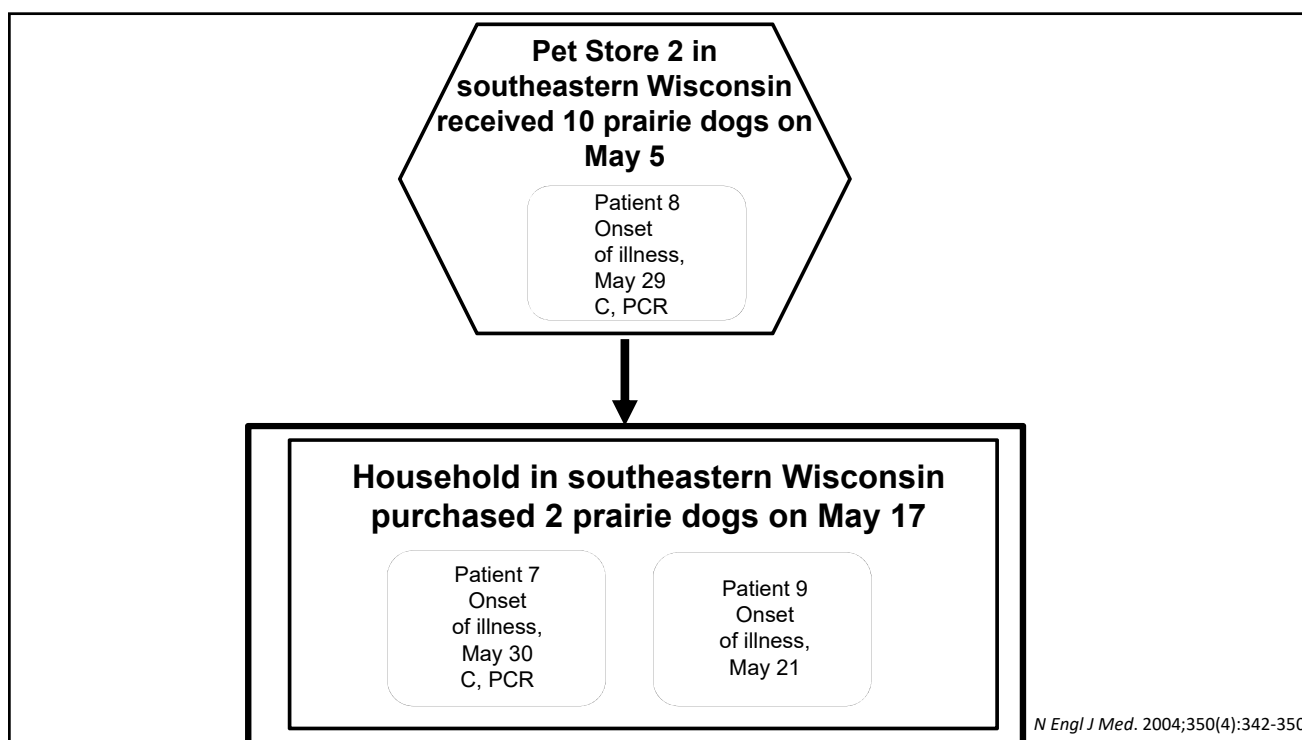 Pet Store 2 in
southeastern Wisconsin
received 10 prairie dogs on
May 5
Patient 8
Onset
of illness,
May 29
C, PCR
Household in southeastern Wisconsin
purchased 2 prairie dogs on May 17
Patient 7
Onset
of illness,
May 30
C, PCR
Patient 9
Onset
of illness,
May 21
N Engl J Med. 2004;350(4):342-350